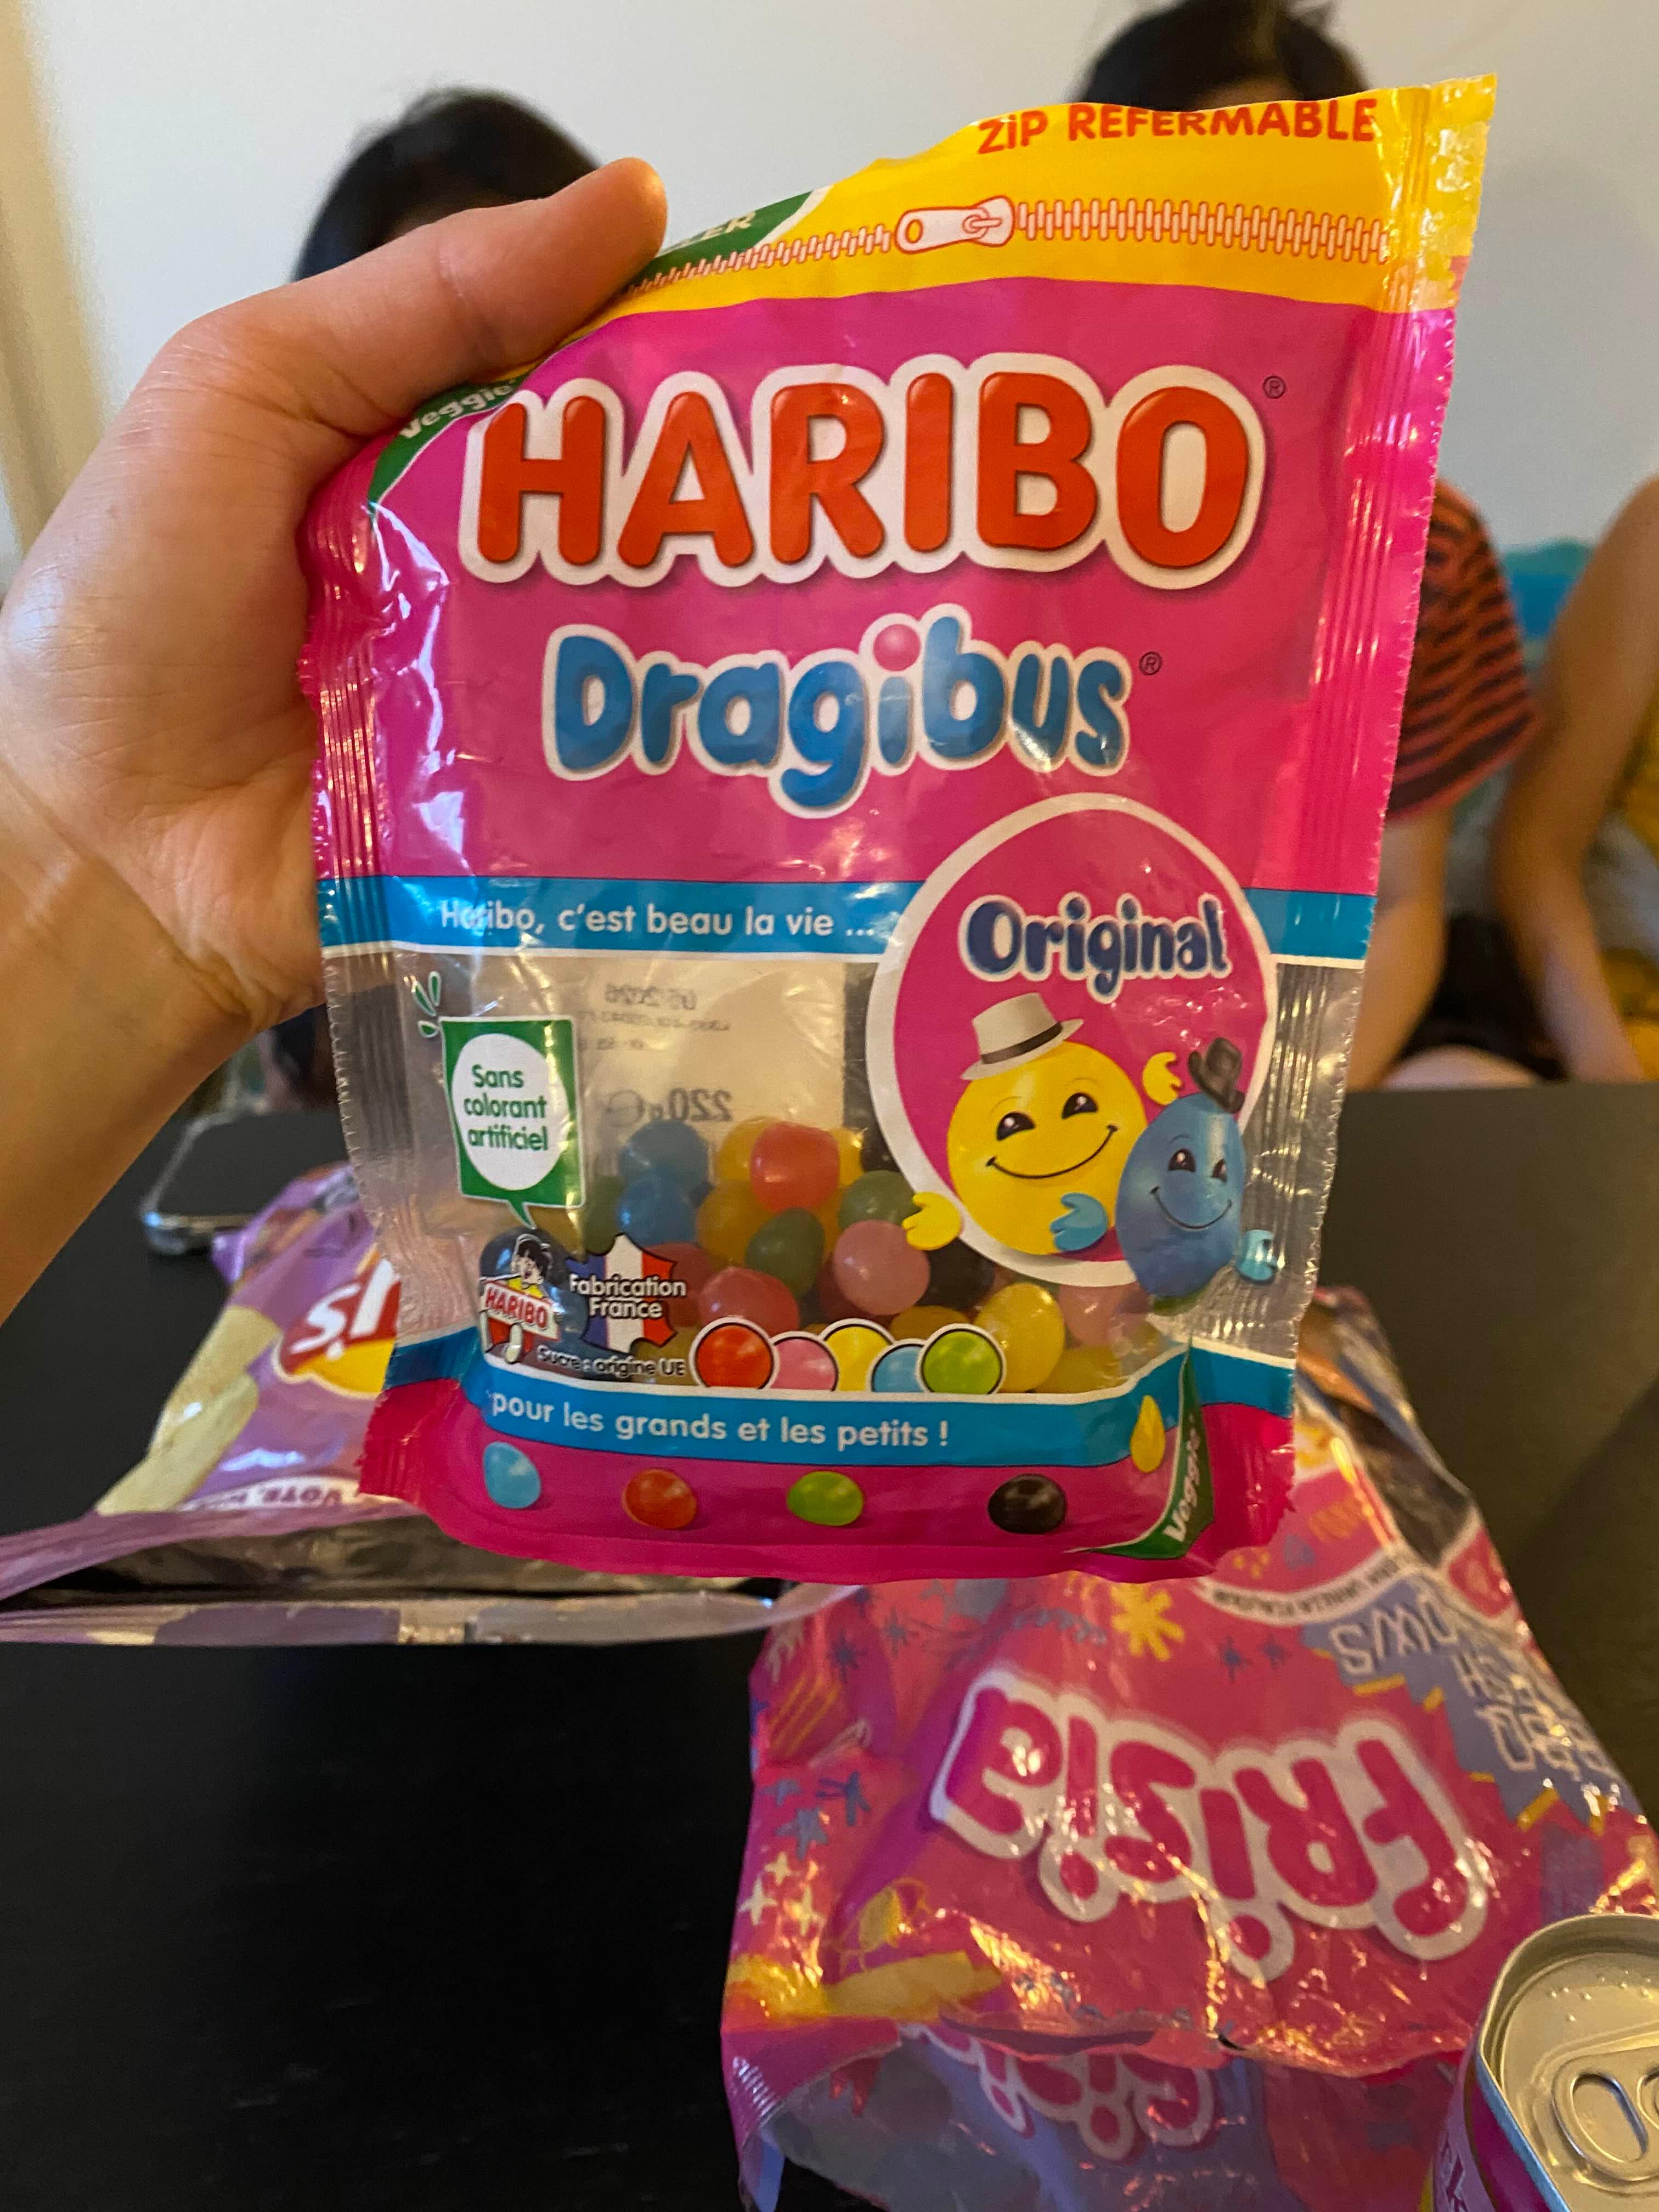 ZIP REFERMABLE
Veggie
HARIBO®
Dragibus®
Haribo, c'est beau la vie ...
Original
Sans
colorant
artificiel
220g
HARIBO
Fabrication
France
Sucre : origine UE
pour les grands et les petits !
Veggie
FRiSia